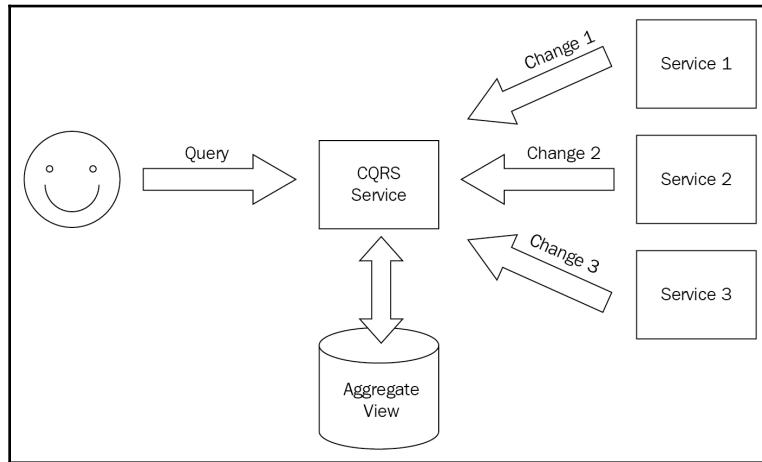 Change 1
Service 1
Query
CQRS
Service
Change 2
Service 2
Change 3
Service 3
Aggregate
View